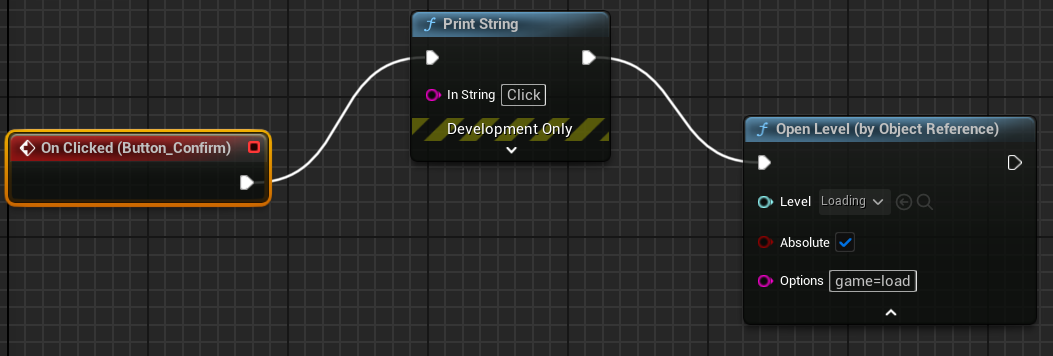 On Clicked (Button_Confirm)
Print String
In String Click
Development Only
Open Level (by Object Reference)
Level Loading
Absolute
Options game=load